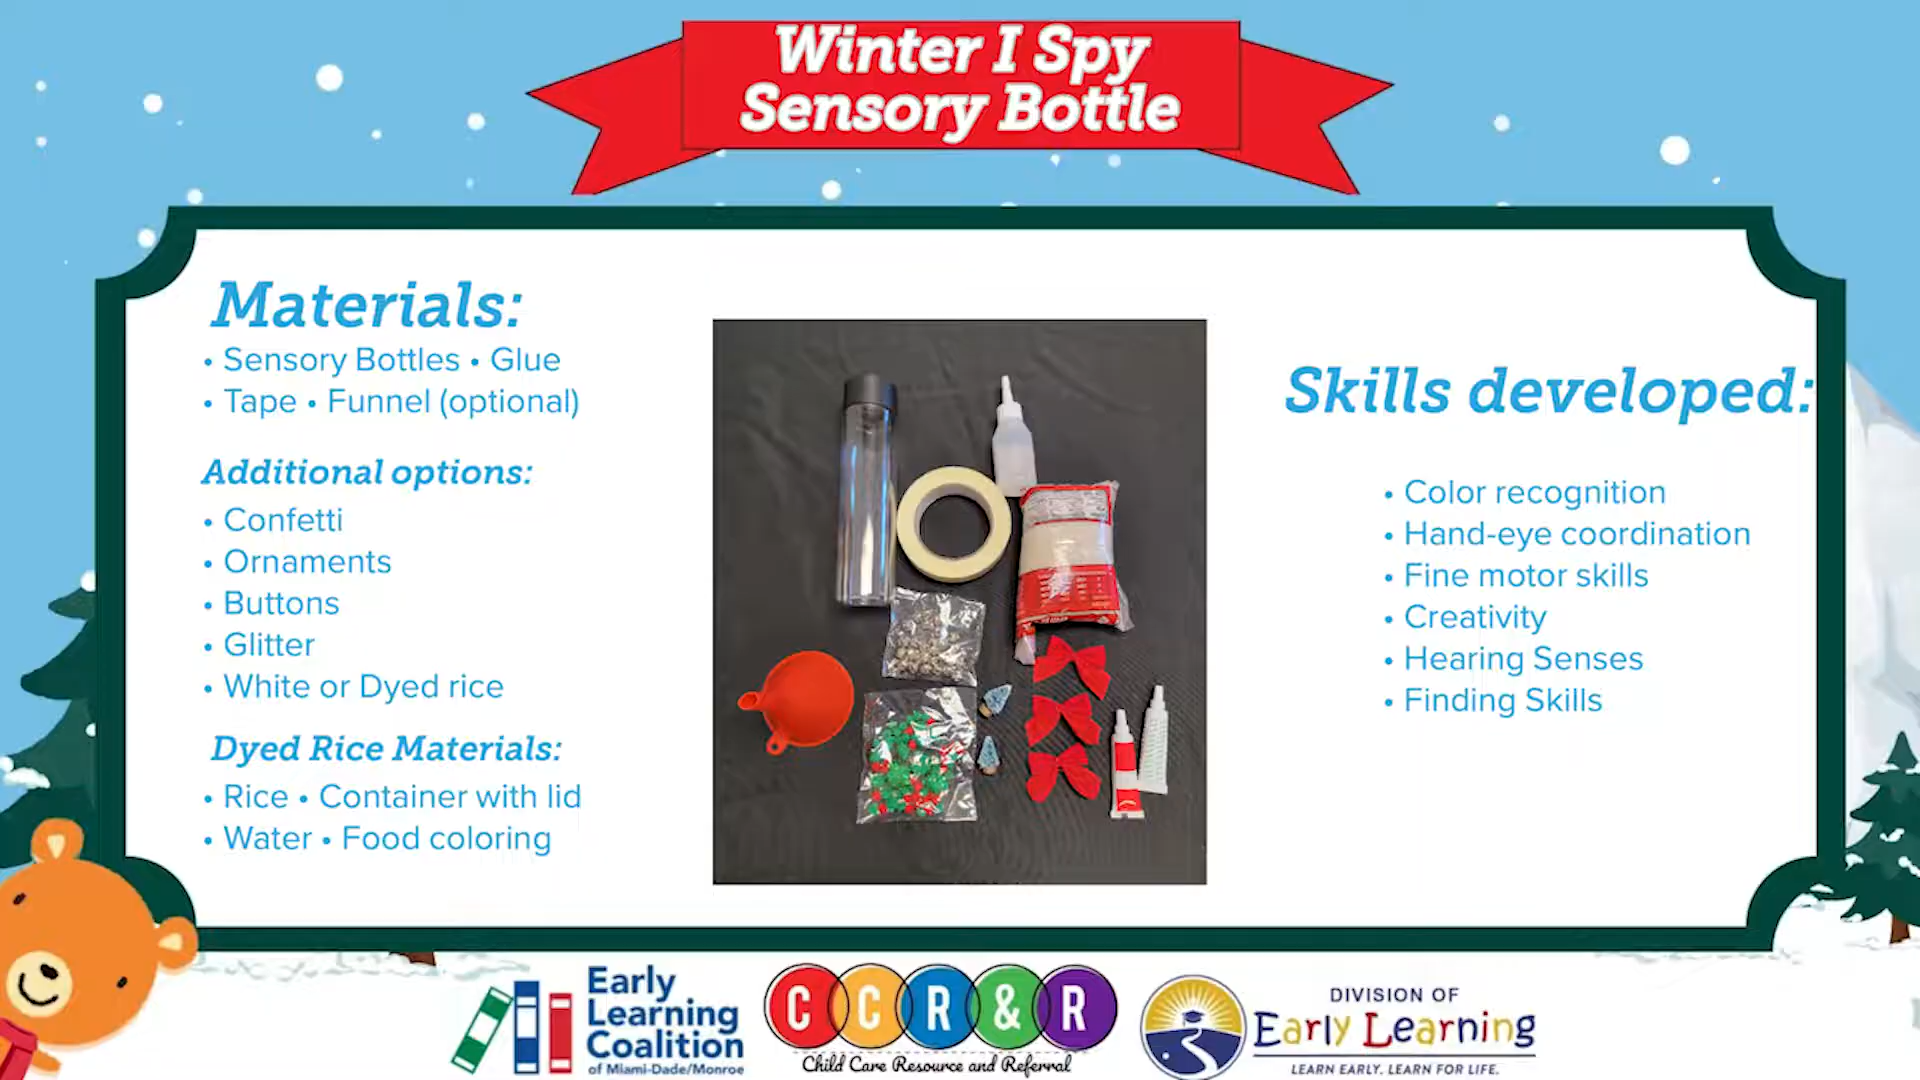 Winter I Spy
Sensory Bottle
Materials:
• Sensory Bottles • Glue
• Tape • Funnel (optional)
Additional options:
• Confetti
• Ornaments
• Buttons
• Glitter
• White or Dyed rice
Dyed Rice Materials:
• Rice • Container with lid
• Water • Food coloring
Skills developed:
• Color recognition
• Hand-eye coordination
• Fine motor skills
• Creativity
• Hearing Senses
• Finding Skills
Early
Learning
Coalition
of Miami-Dade/Monroe
CCR&R
Child Care Resource and Referral
DIVISION OF
Early Learning
LEARN EARLY. LEARN FOR LIFE.